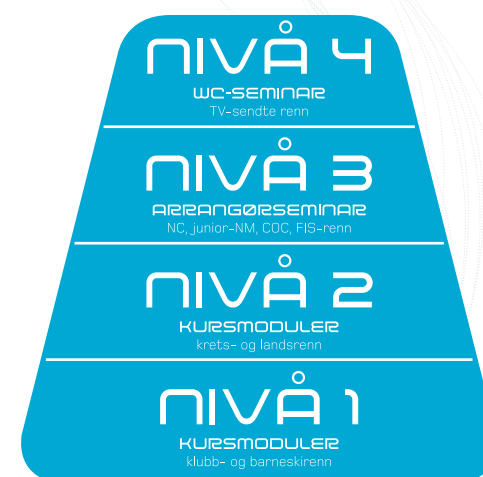 NIVÅ 4
WC-SEMINAR
TV-sendte renn
NIVÅ 3
ARRANGØRSEMINAR
NC, junior-NM, COC, FIS-renn
NIVÅ 2
KURSMODULER
krets- og landsrenn
NIVÅ 1
KURSMODULER
klubb- og barneskirenn